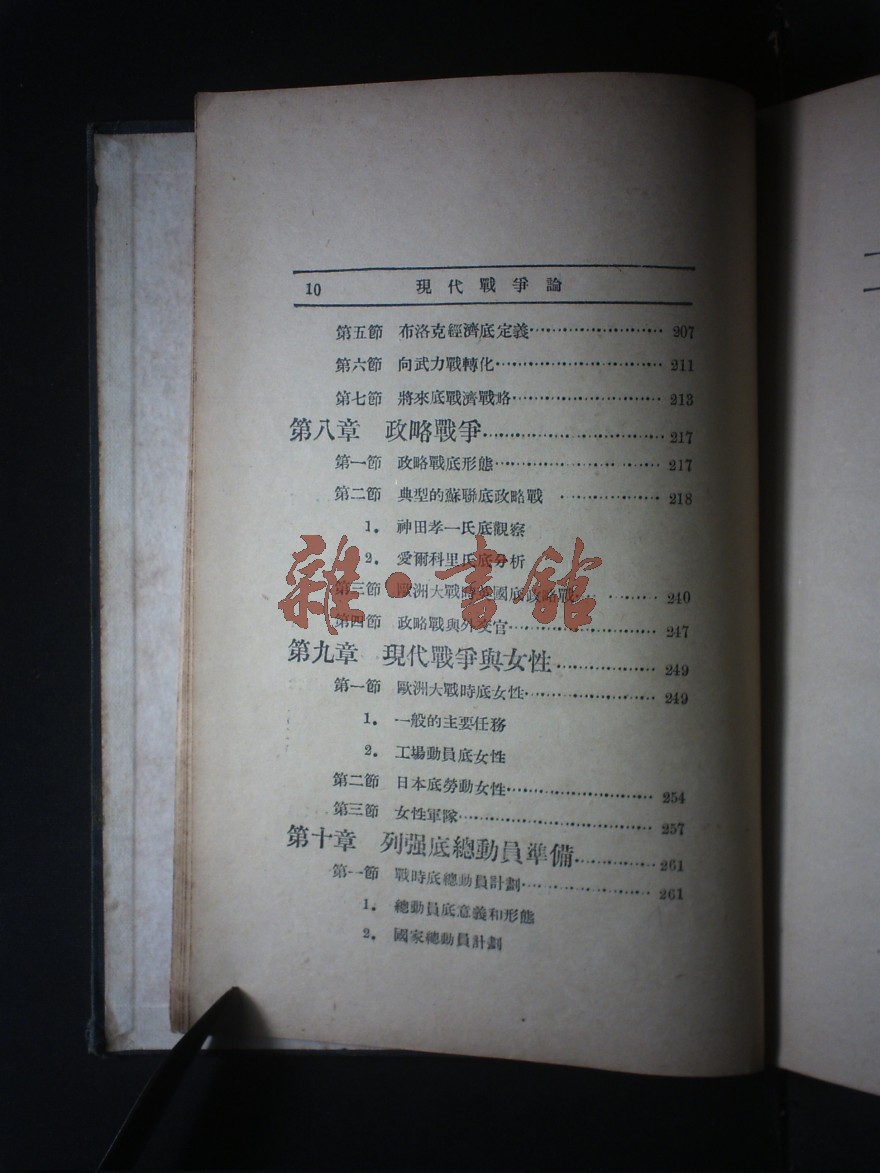 10 現代戰爭論
第五節 布洛克經濟底定義 207
第六節 向武力戰轉化 211
第七節 將來底戰濟戰略 213
第八章 政略戰爭 217
第一節 政略戰底形態 217
第二節 典型的蘇聯底政略戰 218
1. 神田孝一氏底觀察
2. 愛爾科里氏底分析
第三節 歐洲大戰時 國底政略戰 240
第四節 政略戰與外交官 247
第九章 現代戰爭與女性 249
第一節 歐洲大戰時底女性 249
1. 一般的主要任務
2. 工場動員底女性
第二節 日本底勞動女性 254
第三節 女性軍隊 257
第十章 列强底總動員準備 261
第一節 戰時底總動員計劃 261
1. 總動員底意義和形態
2. 國家總動員計劃
雜·書館